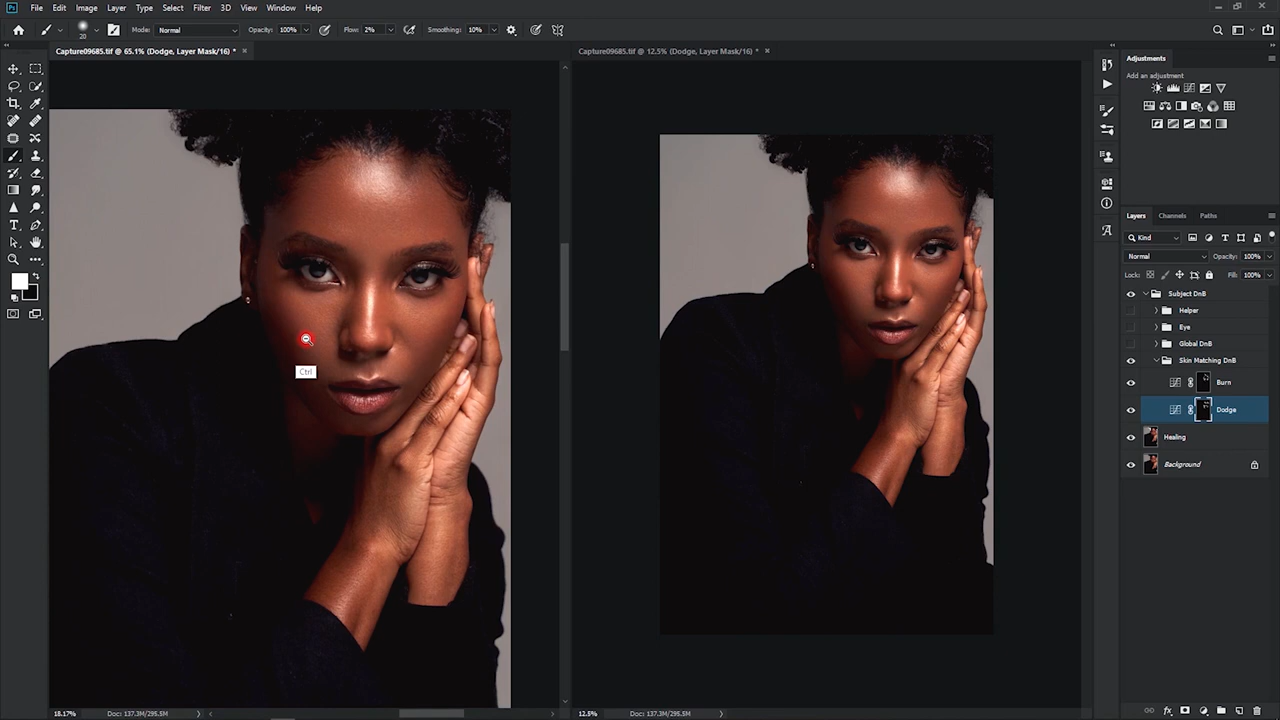 Ps File Edit Image Layer Type Select Filter 3D View Window Help
20 Mode: Normal Opacity: 100% Flow: 2% Smoothing: 10%
Capture09685.tif @ 65.1% (Dodge, Layer Mask/16) * × Capture09685.tif @ 12.5% (Dodge, Layer Mask/16) * ×
Adjustments
Add an adjustment
Layers Channels Paths
Kind
Normal Opacity: 100%
Lock: Fill: 100%
Subject DnB
Helper
Eye
Global DnB
Skin Matching DnB
Burn
Dodge
Healing
Background
Ctrl
18.17% Doc: 137.3M/295.5M 12.5% Doc: 137.3M/295.5M